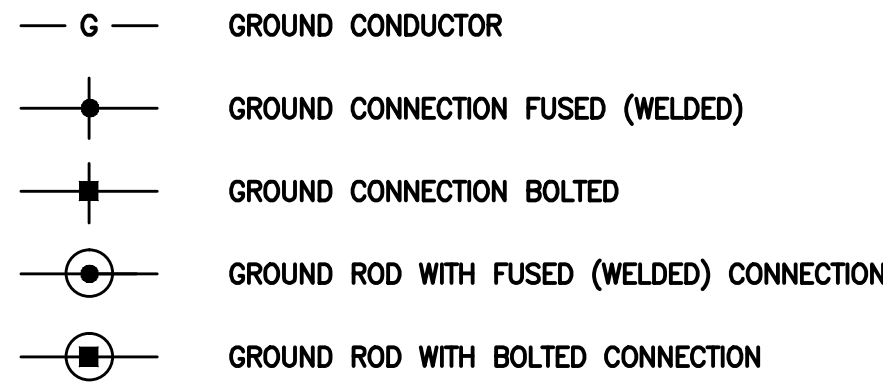 G GROUND CONDUCTOR
GROUND CONNECTION FUSED (WELDED)
GROUND CONNECTION BOLTED
GROUND ROD WITH FUSED (WELDED) CONNECTION
GROUND ROD WITH BOLTED CONNECTION